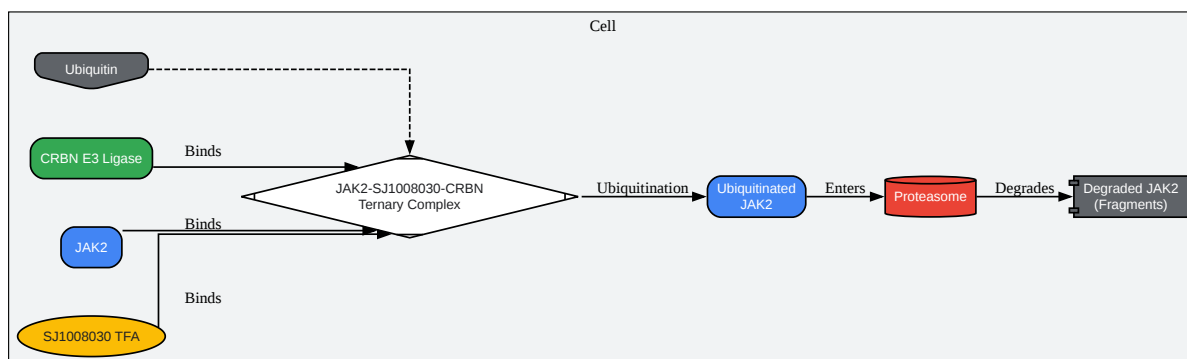 Cell
Ubiquitin
CRBN E3 Ligase
Binds
JAK2-SJ1008030-CRBN
Ternary Complex
Ubiquitination
Ubiquitinated
JAK2
Enters
Proteasome
Degrades
Degraded JAK2
(Fragments)
Binds
JAK2
Binds
SJ1008030 TFA